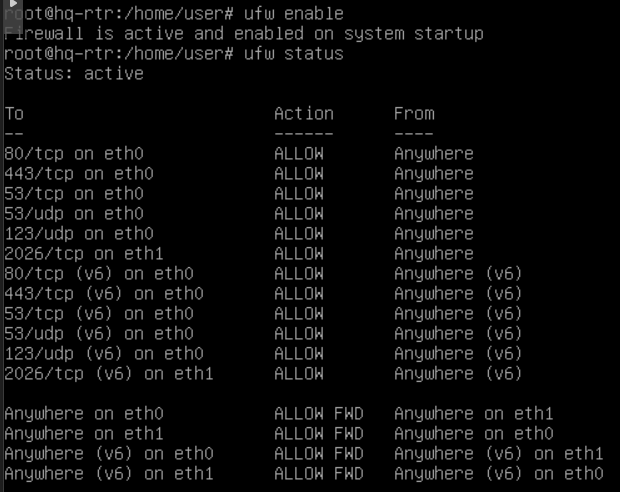 root@hq-rtr:/home/user# ufw enable
Firewall is active and enabled on system startup
root@hq-rtr:/home/user# ufw status
Status: active
To Action From
-- ------ ----
80/tcp on eth0 ALLOW Anywhere
443/tcp on eth0 ALLOW Anywhere
53/tcp on eth0 ALLOW Anywhere
53/udp on eth0 ALLOW Anywhere
123/udp on eth0 ALLOW Anywhere
2026/tcp on eth1 ALLOW Anywhere
80/tcp (v6) on eth0 ALLOW Anywhere (v6)
443/tcp (v6) on eth0 ALLOW Anywhere (v6)
53/tcp (v6) on eth0 ALLOW Anywhere (v6)
53/udp (v6) on eth0 ALLOW Anywhere (v6)
123/udp (v6) on eth0 ALLOW Anywhere (v6)
2026/tcp (v6) on eth1 ALLOW Anywhere (v6)
Anywhere on eth0 ALLOW FWD Anywhere on eth1
Anywhere on eth1 ALLOW FWD Anywhere on eth0
Anywhere (v6) on eth0 ALLOW FWD Anywhere (v6) on eth1
Anywhere (v6) on eth1 ALLOW FWD Anywhere (v6) on eth0